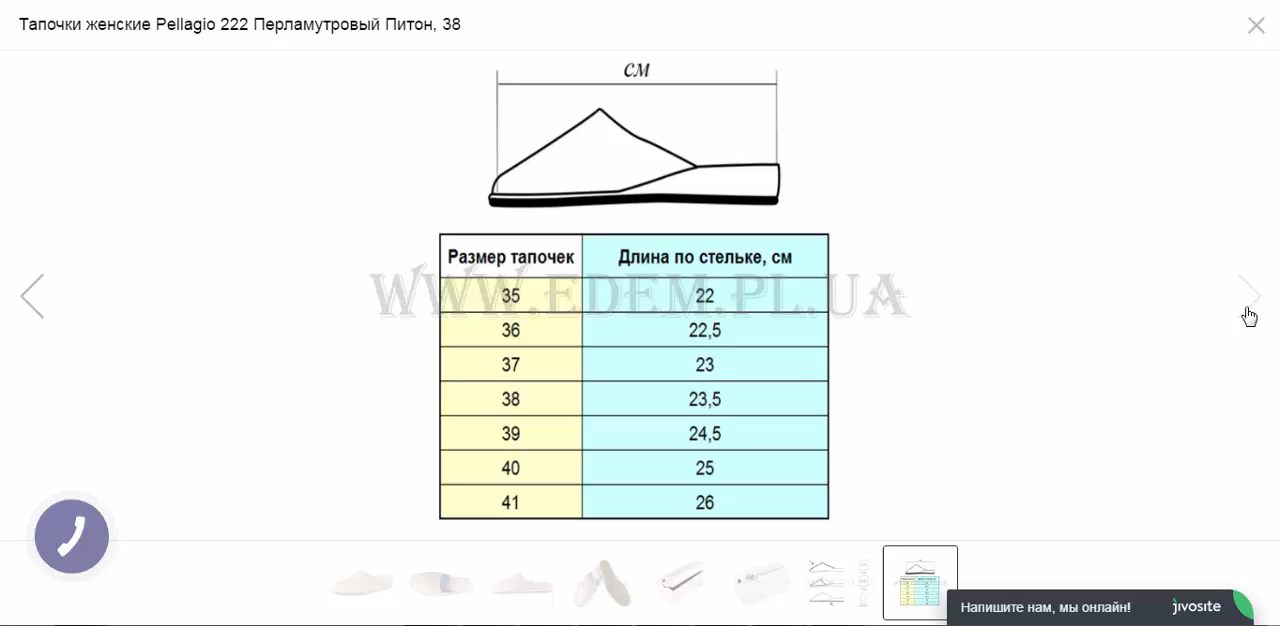 Тапочки женские Pellagio 222 Перламутровый Питон, 38
СМ
Размер тапочек Длина по стельке, см
WWW.EDEM.PL.UA
35 22
36 22,5
37 23
38 23,5
39 24,5
40 25
41 26
Напишите нам, мы онлайн! jivosite